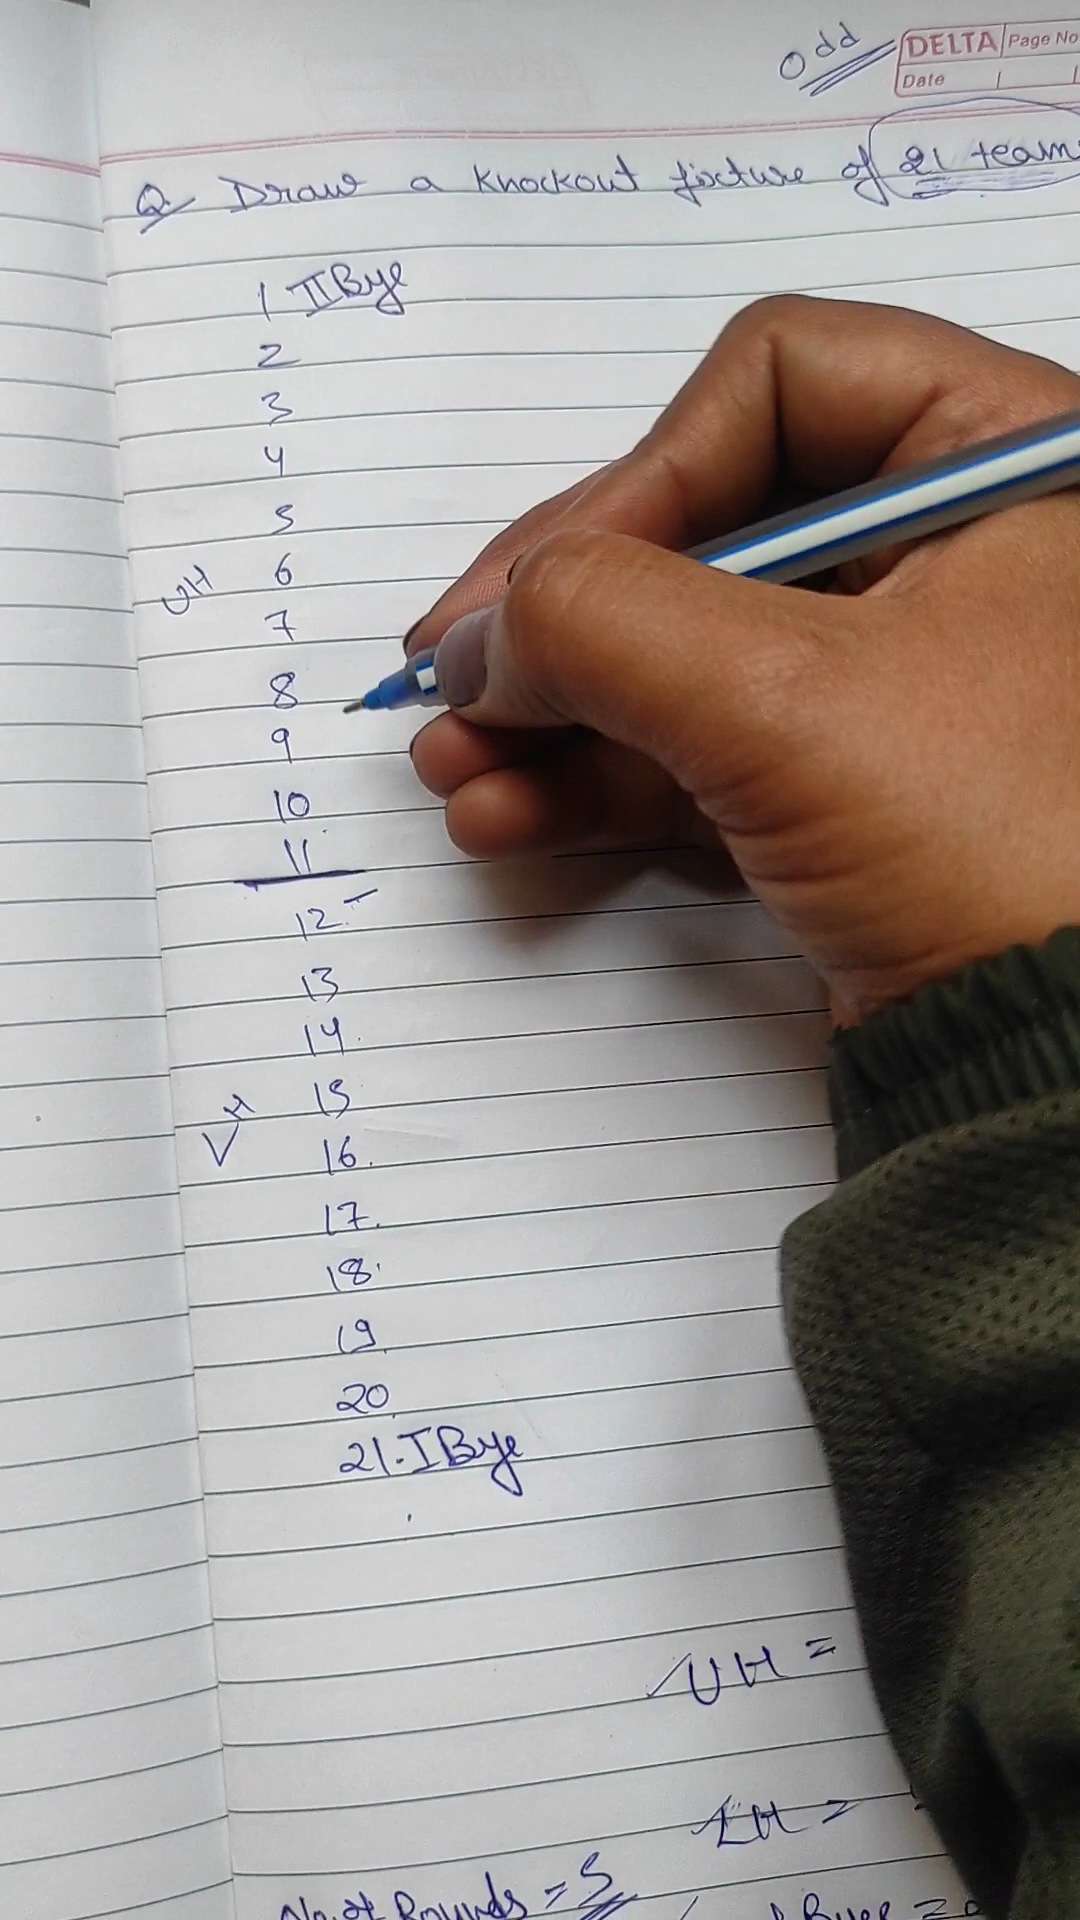 Odd
DELTA Page No
Date
Q Draw a Knockout fixture of 21 team
1 II Bye
2
3
4
5
UH 6
7
8
9
10
11
12.
13
14.
15
VH
16.
17.
18.
19.
20.
21. I Bye
UH =
LH =
No. of Rounds = 5